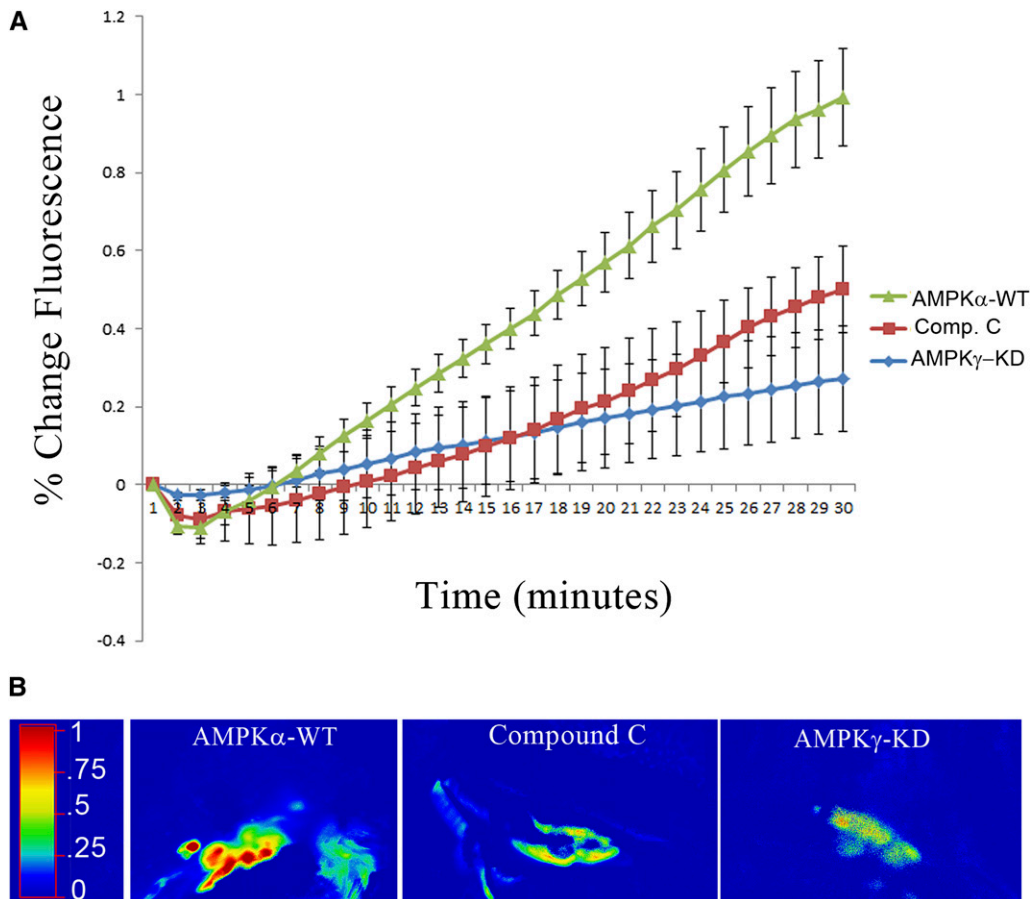 A
% Change Fluorescence
1.2
1
0.8
0.6
0.4
0.2
0
-0.2
-0.4
1 2 3 4 5 6 7 8 9 10 11 12 13 14 15 16 17 18 19 20 21 22 23 24 25 26 27 28 29 30
Time (minutes)
AMPKα-WT
Comp. C
AMPKγ–KD
B
1
.75
.5
.25
0
AMPKα-WT
Compound C
AMPKγ-KD